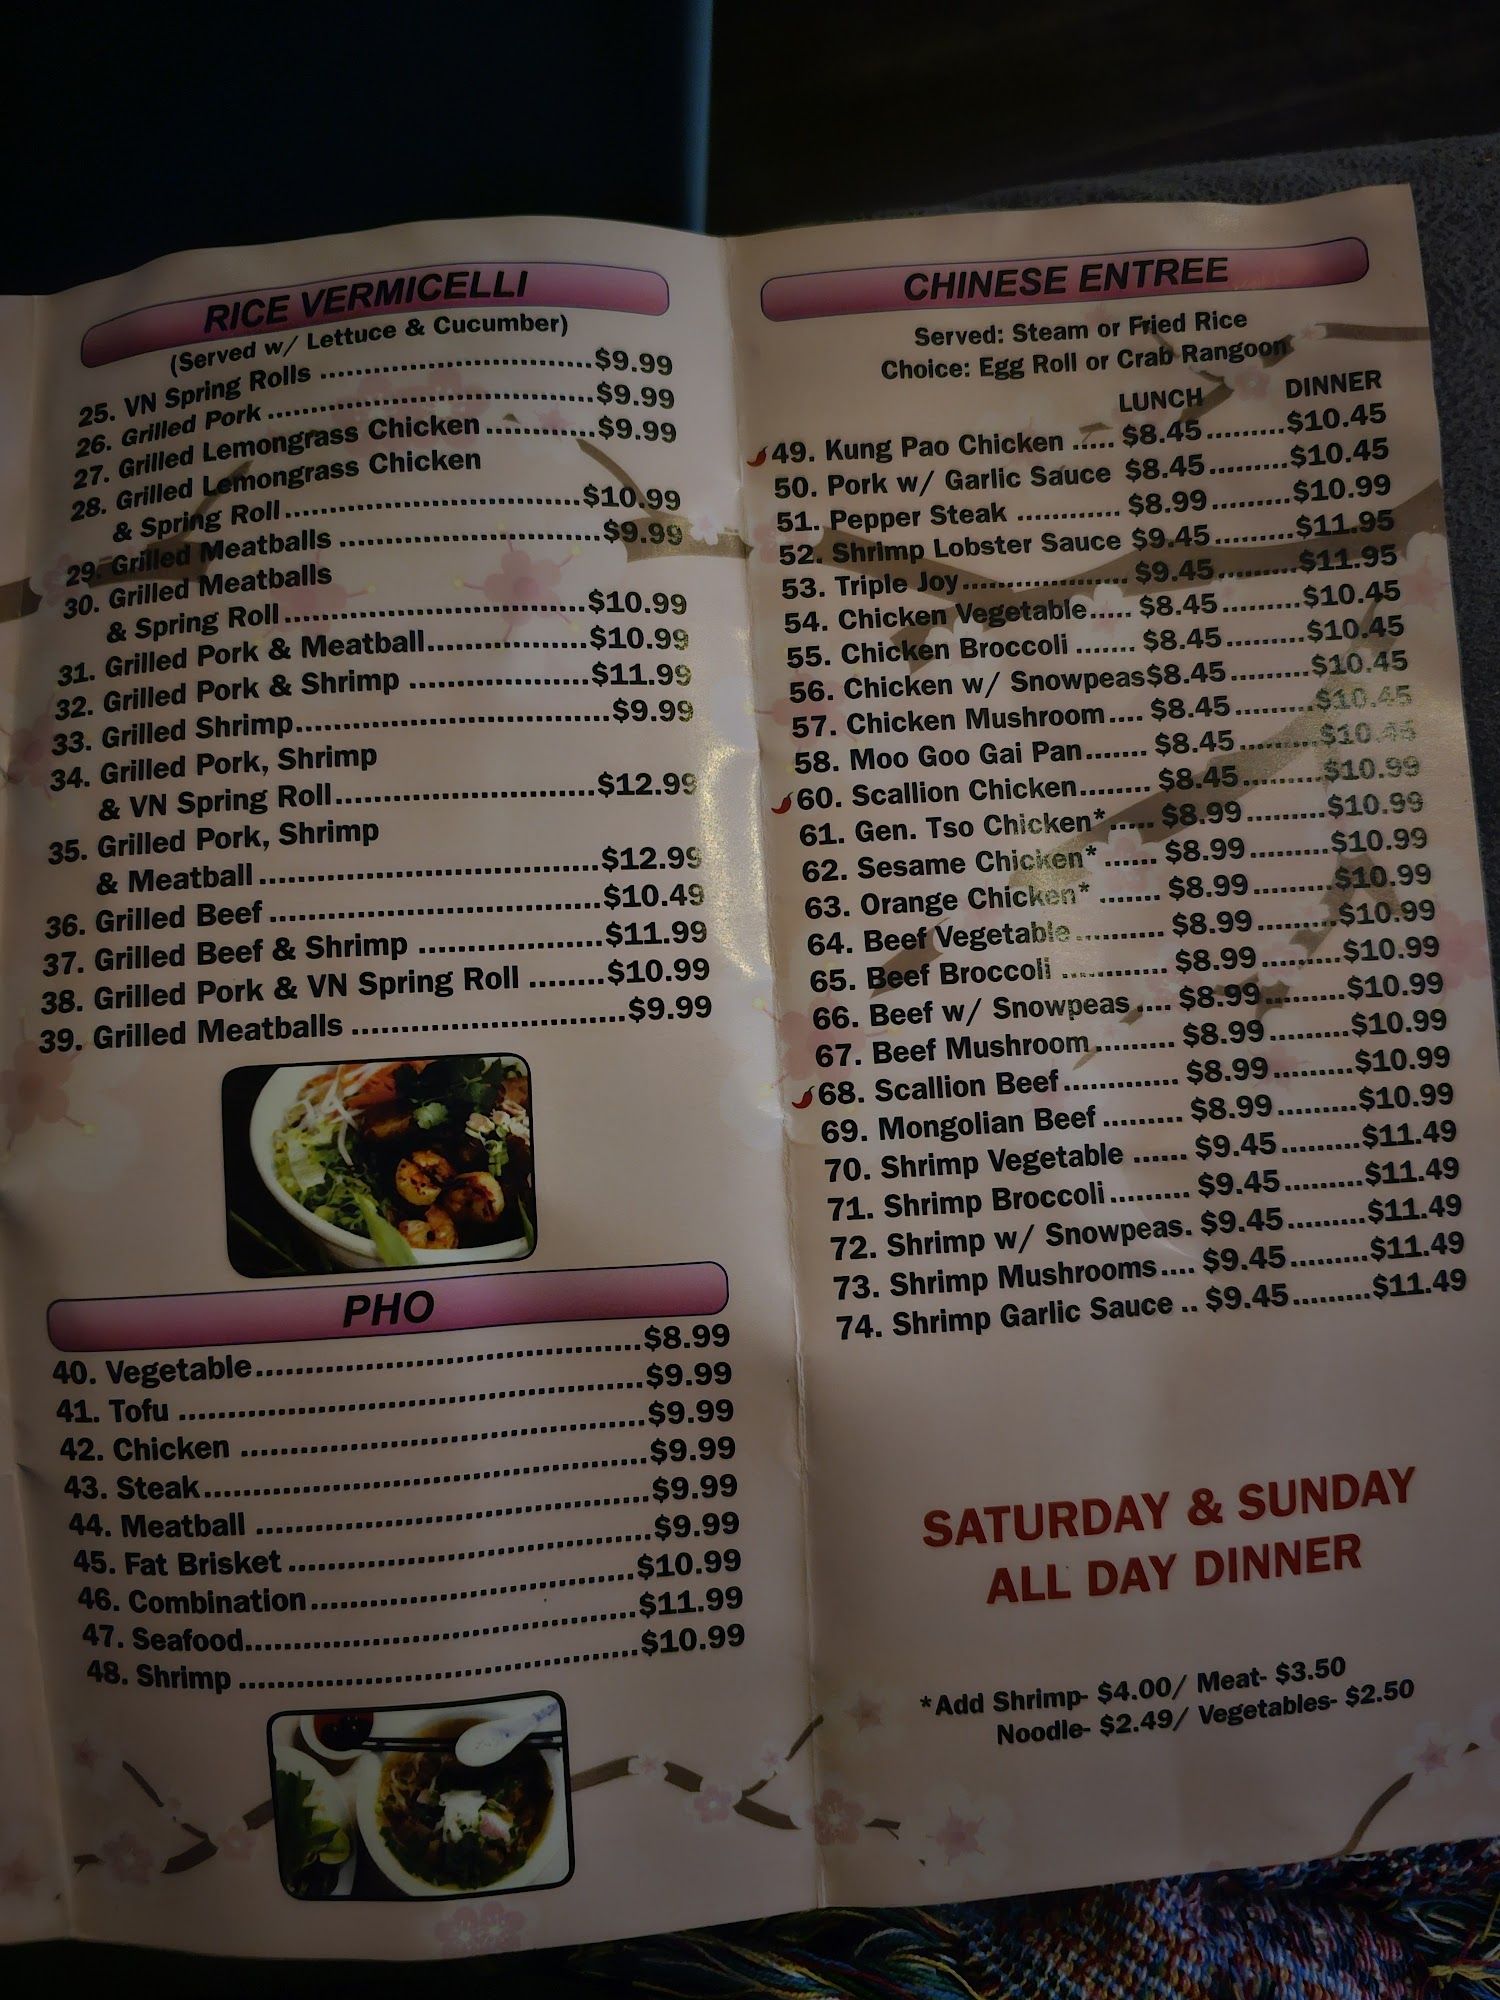 RICE VERMICELLI
(Served w/ Lettuce & Cucumber)
25. VN Spring Rolls ..............................$9.99
26. Grilled Pork ....................................$9.99
27. Grilled Lemongrass Chicken ............$9.99
28. Grilled Lemongrass Chicken
& Spring Roll................................$10.99
29. Grilled Meatballs .............................$9.99
30. Grilled Meatballs
& Spring Roll.................................$10.99
31. Grilled Pork & Meatball.................$10.99
32. Grilled Pork & Shrimp ...................$11.99
33. Grilled Shrimp.................................$9.99
34. Grilled Pork, Shrimp
& VN Spring Roll...........................$12.99
35. Grilled Pork, Shrimp
& Meatball ...................................$12.99
36. Grilled Beef ...................................$10.49
37. Grilled Beef & Shrimp ...................$11.99
38. Grilled Pork & VN Spring Roll ........$10.99
39. Grilled Meatballs ............................$9.99
PHO
40. Vegetable.......................................$8.99
41. Tofu ...............................................$9.99
42. Chicken .........................................$9.99
43. Steak.............................................$9.99
44. Meatball ........................................$9.99
45. Fat Brisket .....................................$9.99
46. Combination.................................$10.99
47. Seafood.......................................$11.99
48. Shrimp ........................................$10.99
CHINESE ENTREE
Served: Steam or Fried Rice
Choice: Egg Roll or Crab Rangoon
LUNCH DINNER
49. Kung Pao Chicken ..... $8.45.........$10.45
50. Pork w/ Garlic Sauce $8.45.........$10.45
51. Pepper Steak ............ $8.99.........$10.99
52. Shrimp Lobster Sauce $9.45.........$11.95
53. Triple Joy................... $9.45.........$11.95
54. Chicken Vegetable..... $8.45.........$10.45
55. Chicken Broccoli ....... $8.45.........$10.45
56. Chicken w/ Snowpeas$8.45.........$10.45
57. Chicken Mushroom.... $8.45.........$10.45
58. Moo Goo Gai Pan....... $8.45.........$10.45
60. Scallion Chicken........ $8.45.........$10.99
61. Gen. Tso Chicken*..... $8.99.........$10.99
62. Sesame Chicken* ...... $8.99.........$10.99
63. Orange Chicken* ....... $8.99.........$10.99
64. Beef Vegetable.......... $8.99.........$10.99
65. Beef Broccoli ............ $8.99.........$10.99
66. Beef w/ Snowpeas .... $8.99.........$10.99
67. Beef Mushroom......... $8.99.........$10.99
68. Scallion Beef............. $8.99.........$10.99
69. Mongolian Beef ......... $8.99.........$10.99
70. Shrimp Vegetable ...... $9.45.........$11.49
71. Shrimp Broccoli......... $9.45.........$11.49
72. Shrimp w/ Snowpeas. $9.45.........$11.49
73. Shrimp Mushrooms.... $9.45.........$11.49
74. Shrimp Garlic Sauce .. $9.45.........$11.49
SATURDAY & SUNDAY
ALL DAY DINNER
*Add Shrimp- $4.00/ Meat- $3.50
Noodle- $2.49/ Vegetables- $2.50